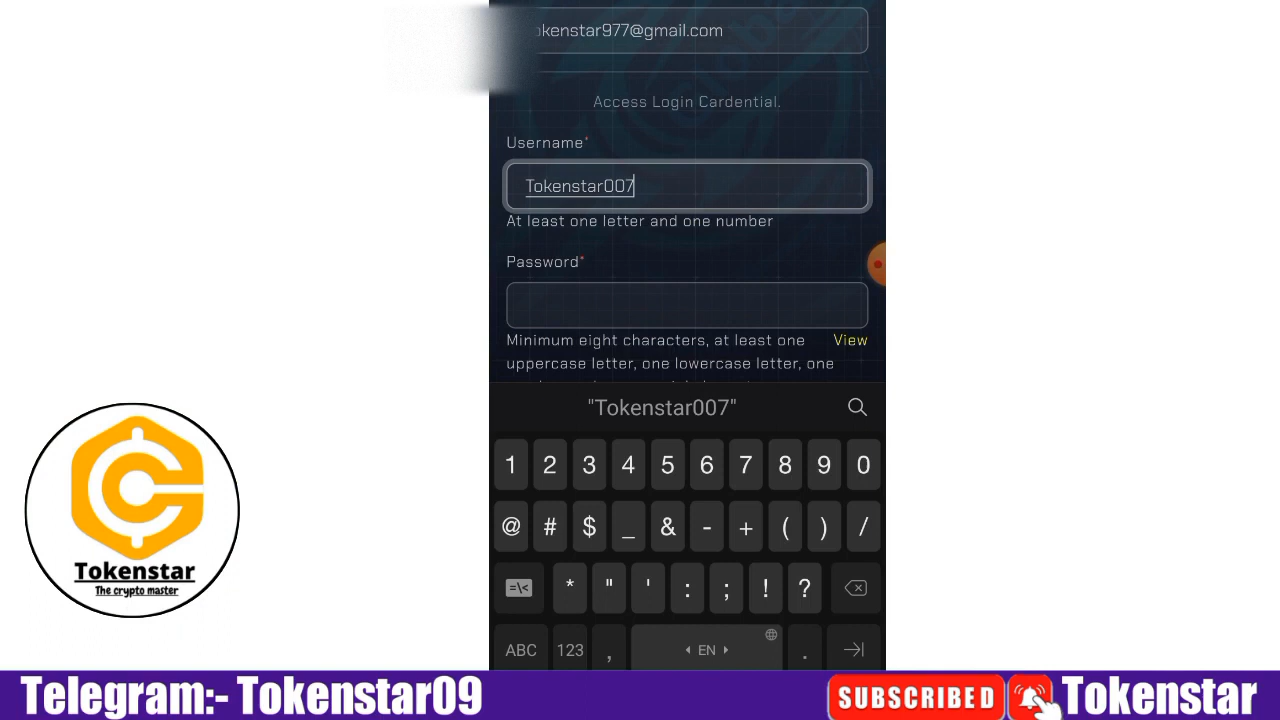 okenstar977@gmail.com
Access Login Cardential.
Username*
Tokenstar007
At least one letter and one number
Password*
Minimum eight characters, at least one
View
uppercase letter, one lowercase letter, one
"Tokenstar007"
1 2 3 4 5 6 7 8 9 0
@ # $ _ & - + ( ) /
=\< * " ' : ; ! ?
ABC 123 , EN .
Tokenstar
The crypto master
Telegram:- Tokenstar09
SUBSCRIBED
Tokenstar